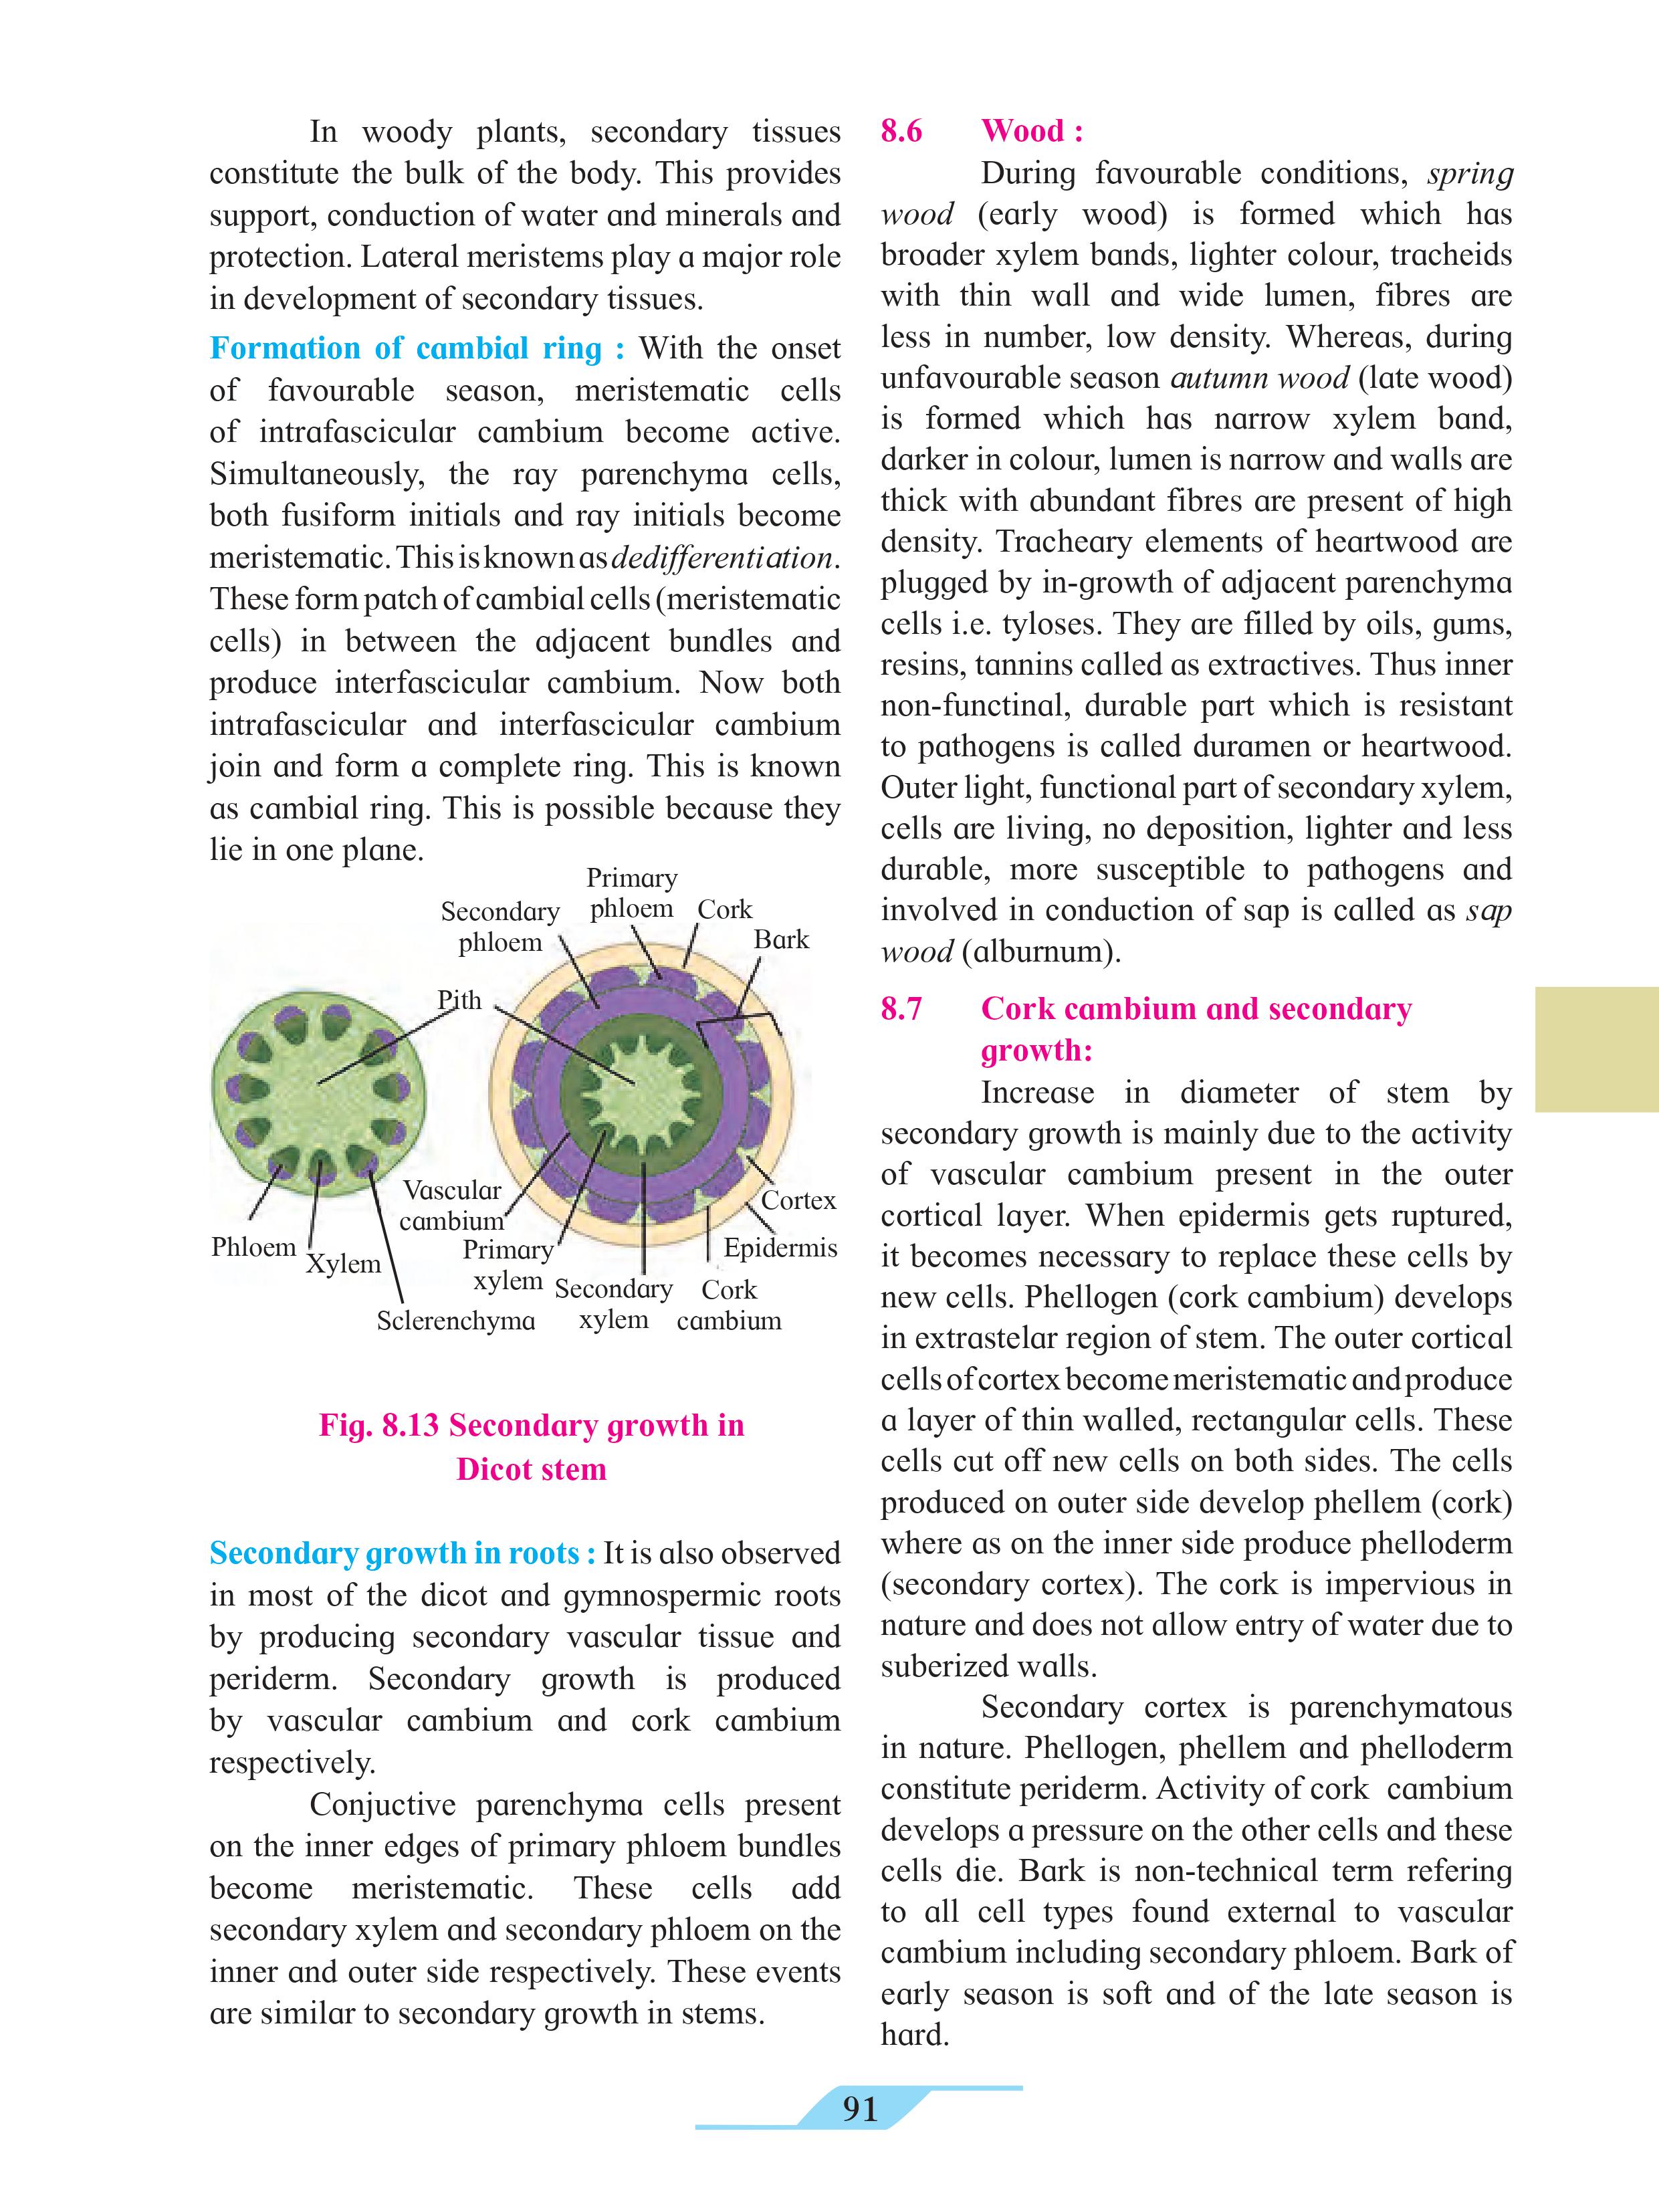 In woody plants, secondary tissues
constitute the bulk of the body. This provides
support, conduction of water and minerals and
protection. Lateral meristems play a major role
in development of secondary tissues.
Formation of cambial ring : With the onset
of favourable season, meristematic cells
of intrafascicular cambium become active.
Simultaneously, the ray parenchyma cells,
both fusiform initials and ray initials become
meristematic. This is known as dedifferentiation.
These form patch of cambial cells (meristematic
cells) in between the adjacent bundles and
produce interfascicular cambium. Now both
intrafascicular and interfascicular cambium
join and form a complete ring. This is known
as cambial ring. This is possible because they
lie in one plane.
Primary
phloem
Secondary
phloem
Cork
Bark
Pith
Vascular
cambium
Cortex
Phloem
Xylem
Primary
xylem
Epidermis
Secondary
xylem
Cork
cambium
Sclerenchyma
Fig. 8.13 Secondary growth in
Dicot stem
Secondary growth in roots : It is also observed
in most of the dicot and gymnospermic roots
by producing secondary vascular tissue and
periderm. Secondary growth is produced
by vascular cambium and cork cambium
respectively.
Conjuctive parenchyma cells present
on the inner edges of primary phloem bundles
become meristematic. These cells add
secondary xylem and secondary phloem on the
inner and outer side respectively. These events
are similar to secondary growth in stems.
8.6 Wood :
During favourable conditions, spring
wood (early wood) is formed which has
broader xylem bands, lighter colour, tracheids
with thin wall and wide lumen, fibres are
less in number, low density. Whereas, during
unfavourable season autumn wood (late wood)
is formed which has narrow xylem band,
darker in colour, lumen is narrow and walls are
thick with abundant fibres are present of high
density. Tracheary elements of heartwood are
plugged by in-growth of adjacent parenchyma
cells i.e. tyloses. They are filled by oils, gums,
resins, tannins called as extractives. Thus inner
non-functinal, durable part which is resistant
to pathogens is called duramen or heartwood.
Outer light, functional part of secondary xylem,
cells are living, no deposition, lighter and less
durable, more susceptible to pathogens and
involved in conduction of sap is called as sap
wood (alburnum).
8.7 Cork cambium and secondary
growth:
Increase in diameter of stem by
secondary growth is mainly due to the activity
of vascular cambium present in the outer
cortical layer. When epidermis gets ruptured,
it becomes necessary to replace these cells by
new cells. Phellogen (cork cambium) develops
in extrastelar region of stem. The outer cortical
cells of cortex become meristematic and produce
a layer of thin walled, rectangular cells. These
cells cut off new cells on both sides. The cells
produced on outer side develop phellem (cork)
where as on the inner side produce phelloderm
(secondary cortex). The cork is impervious in
nature and does not allow entry of water due to
suberized walls.
Secondary cortex is parenchymatous
in nature. Phellogen, phellem and phelloderm
constitute periderm. Activity of cork cambium
develops a pressure on the other cells and these
cells die. Bark is non-technical term refering
to all cell types found external to vascular
cambium including secondary phloem. Bark of
early season is soft and of the late season is
hard.
91